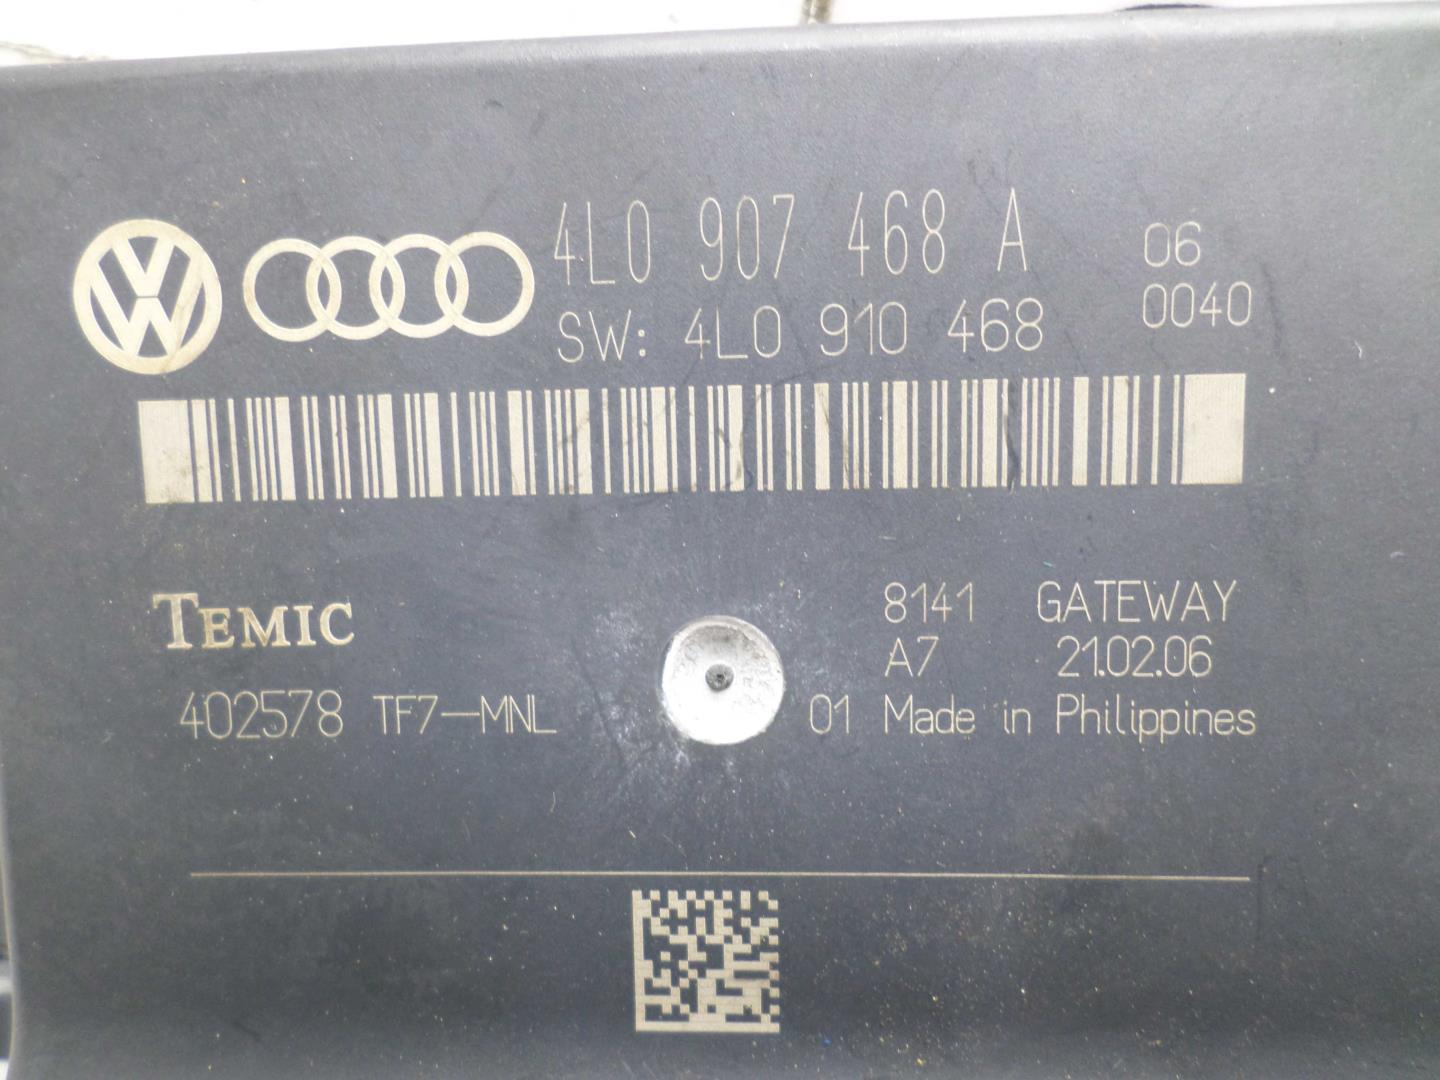 4L0 907 468 A 06
SW: 4L0 910 468 0040
TEMIC
8141 GATEWAY
A7 21.02.06
402578 TF7-MNL 01 Made in Philippines